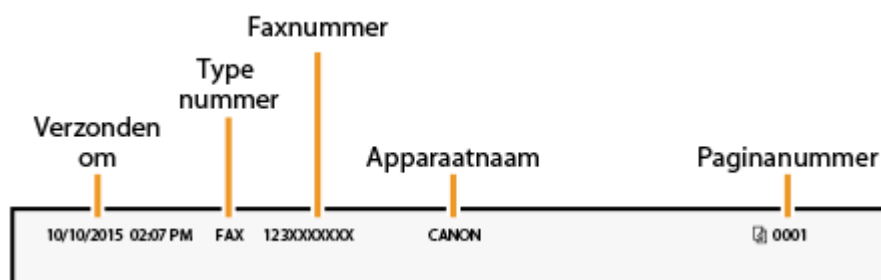 Faxnummer
Type
nummer
Verzonden
om
Apparaatnaam
Paginanummer
10/10/2015 02:07 PM FAX 123XXXXXXX CANON 0001